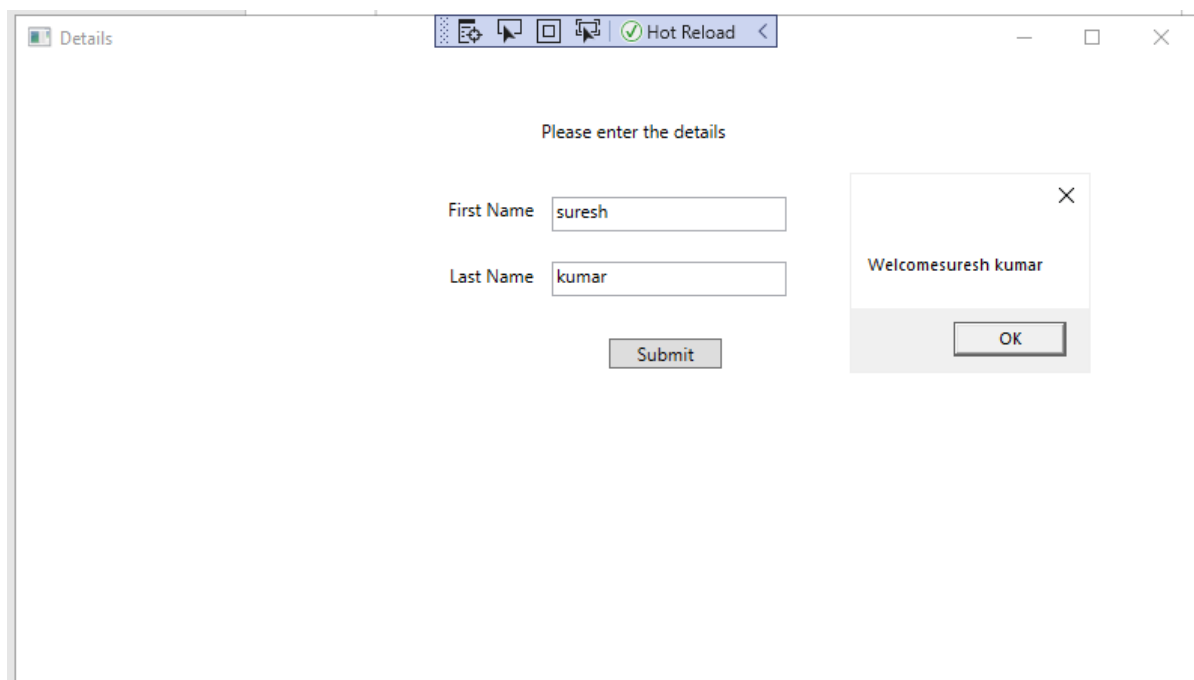 Details
Hot Reload
Please enter the details
First Name suresh
Last Name kumar
Submit
Welcomesuresh kumar
OK